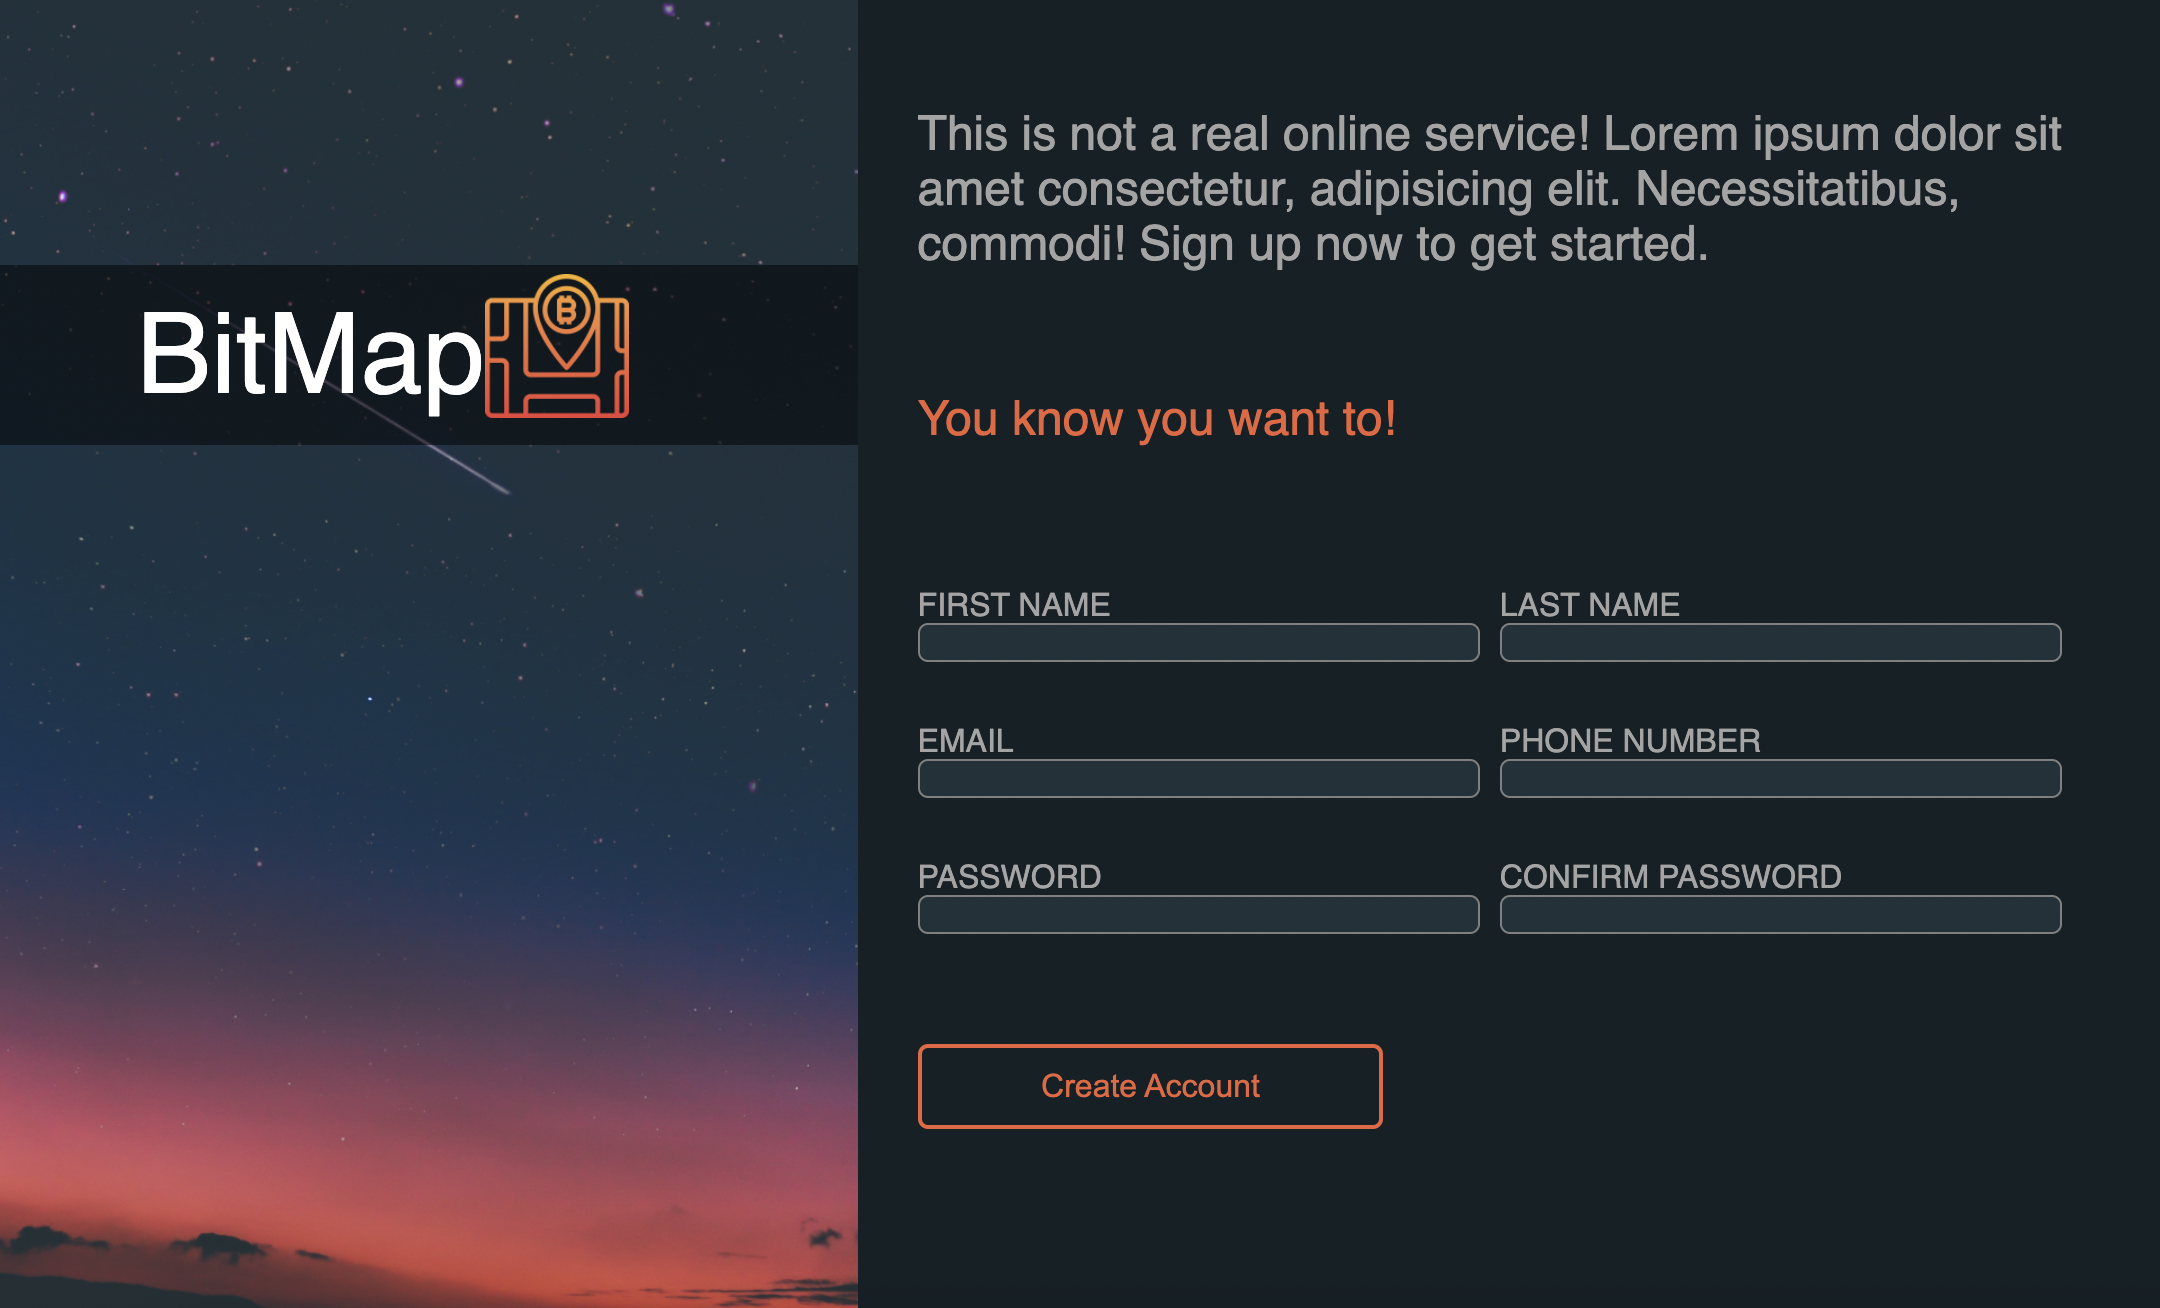 BitMap
This is not a real online service! Lorem ipsum dolor sit
amet consectetur, adipisicing elit. Necessitatibus,
commodi! Sign up now to get started.
You know you want to!
FIRST NAME
LAST NAME
EMAIL
PHONE NUMBER
PASSWORD
CONFIRM PASSWORD
Create Account